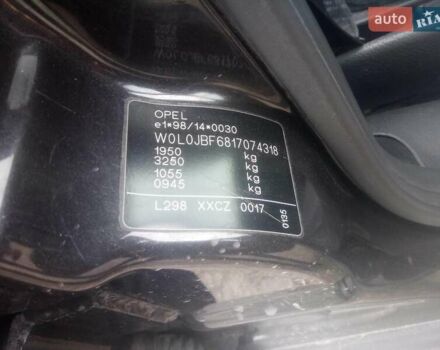 auto RIA
OPEL
e1*98/14*0030
W0L0JBF6817074318
1950 kg
3250 kg
1055 kg
0945 kg
L298 XXCZ 0017
0135